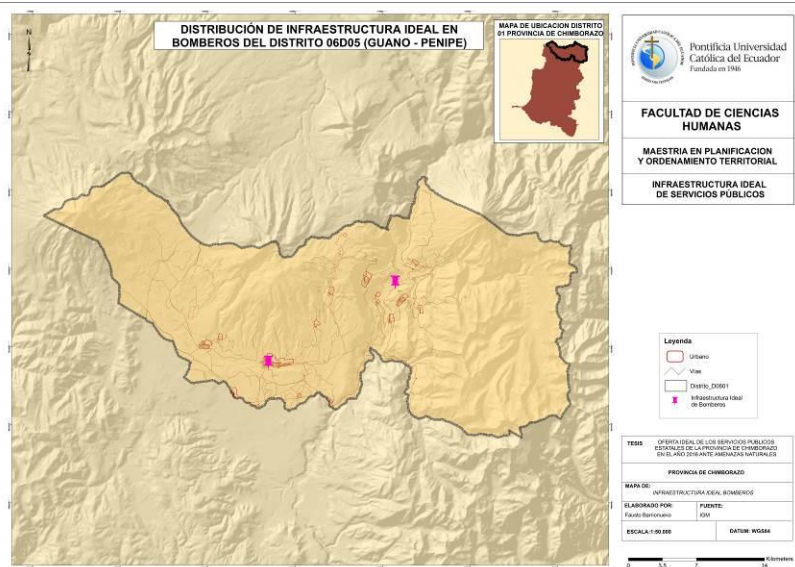 DISTRIBUCIÓN DE INFRAESTRUCTURA IDEAL EN
BOMBEROS DEL DISTRITO 06D05 (GUANO - PENIPE)
N
MAPA DE UBICACION DISTRITO
01 PROVINCIA DE CHIMBORAZO
Pontificia Universidad
Católica del Ecuador
Fundada en 1946
FACULTAD DE CIENCIAS
HUMANAS
MAESTRIA EN PLANIFICACION
Y ORDENAMIENTO TERRITORIAL
INFRAESTRUCTURA IDEAL
DE SERVICIOS PÚBLICOS
Leyenda
Urbano
Vias
Distrito_D0601
Infraestructura Ideal
de Bomberos
TESIS
OFERTA IDEAL DE LOS SERVICIOS PÚBLICOS
ESTATALES DE LA PROVINCIA DE CHIMBORAZO
EN EL AÑO 2016 ANTE AMENAZAS NATURALES
PROVINCIA DE CHIMBORAZO
MAPA DE:
INFRAESTRUCTURA IDEAL BOMBEROS
ELABORADO POR:
Fausto Barrionuevo
FUENTE:
IGM
ESCALA:1:50.000
DATUM: WGS84
Kilometers
0 3,5 7 14